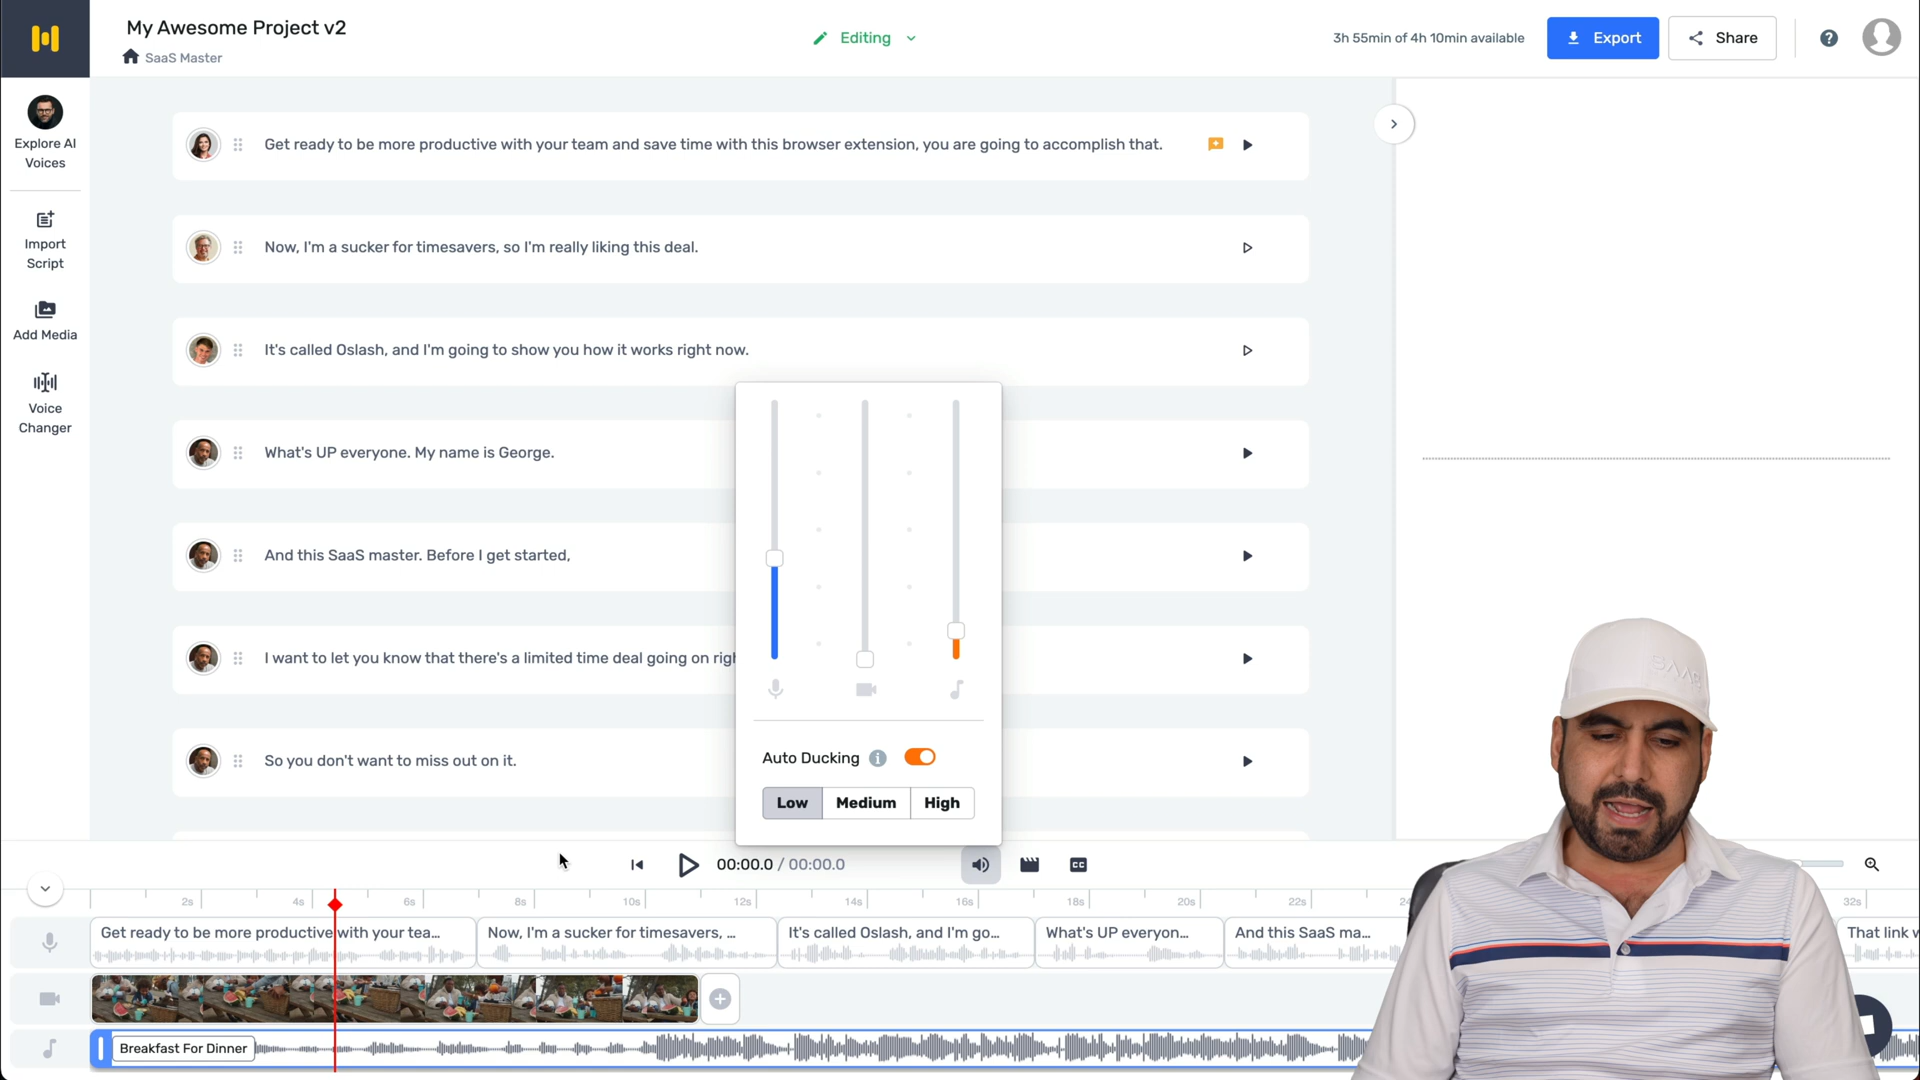 My Awesome Project v2
SaaS Master
Editing
3h 55min of 4h 10min available
Export
Share
Explore AI
Voices
Import
Script
Add Media
Voice
Changer
Get ready to be more productive with your team and save time with this browser extension, you are going to accomplish that.
Now, I'm a sucker for timesavers, so I'm really liking this deal.
It's called Oslash, and I'm going to show you how it works right now.
What's UP everyone. My name is George.
And this SaaS master. Before I get started,
I want to let you know that there's a limited time deal going on righ
So you don't want to miss out on it.
Auto Ducking
Low
Medium
High
SAAS
00:00.0 / 00:00.0
CC
2s
4s
6s
8s
10s
12s
14s
16s
18s
20s
22s
24
32s
Get ready to be more productive with your tea...
Now, I'm a sucker for timesavers, ...
It's called Oslash, and I'm go...
What's UP everyon...
And this SaaS ma...
That link w
Breakfast For Dinner